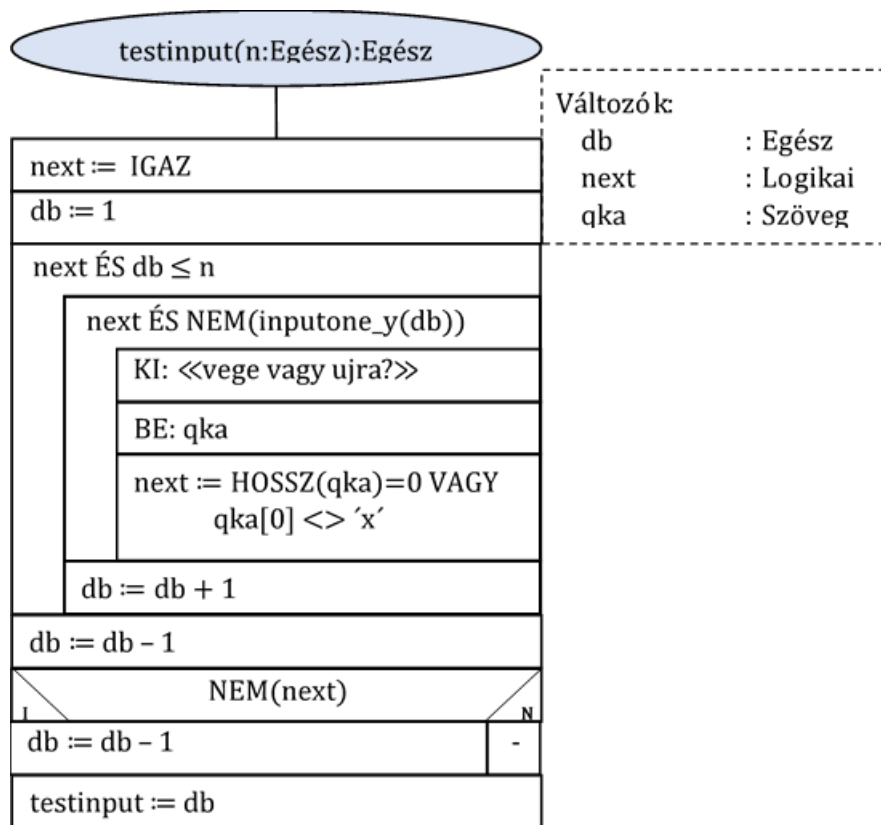 testinput(n:Egész):Egész
Változók:
db : Egész
next : Logikai
qka : Szöveg
next ≔ IGAZ
db ≔ 1
next ÉS db ≤ n
next ÉS NEM(inputone_y(db))
KI: ≪vege vagy ujra?≫
BE: qka
next ≔ HOSSZ(qka)=0 VAGY
qka[0] <> ´x´
db ≔ db + 1
db ≔ db – 1
NEM(next)
I N
db ≔ db – 1 -
testinput ≔ db